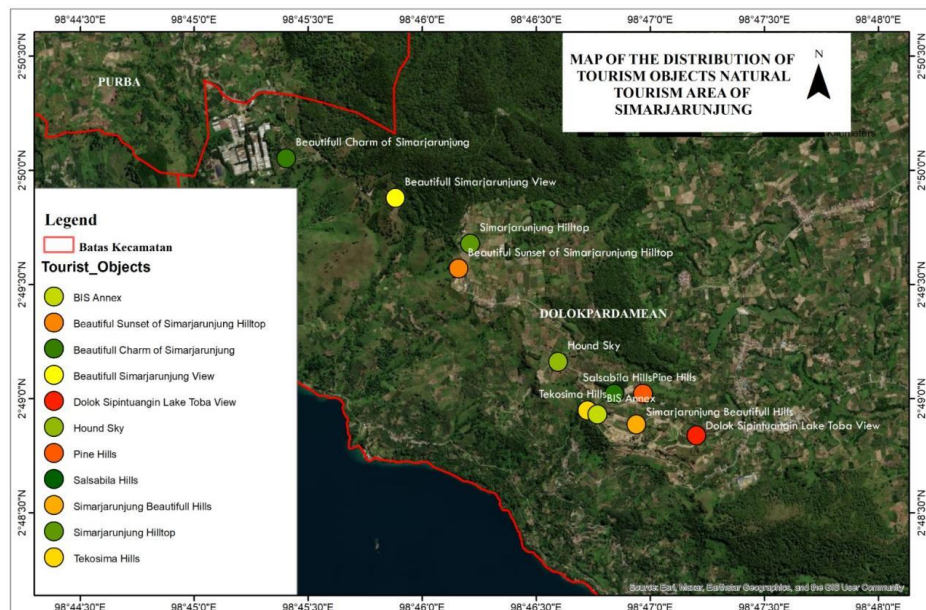 98°44'30"E 98°45'0"E 98°45'30"E 98°46'0"E 98°46'30"E 98°47'0"E 98°47'30"E 98°48'0"E
2°50'30"N
2°50'30"N
MAP OF THE DISTRIBUTION OF
TOURISM OBJECTS NATURAL
TOURISM AREA OF
SIMARJARUNJUNG
N
PURBA
Beautifull Charm of Simarjarunjung
2°50'0"N
2°50'0"N
Beautifull Simarjarunjung View
Simarjarunjung Hilltop
Beautiful Sunset of Simarjarunjung Hilltop
2°49'30"N
2°49'30"N
DOLOKPARDAMEAN
Hound Sky
Salsabila Hills Pine Hills
Tekosima Hills
BIS Annex
2°49'0"N
2°49'0"N
Simarjarunjung Beautifull Hills
Dolok Sipintuangin Lake Toba View
2°48'30"N
2°48'30"N
Legend
Batas Kecamatan
Tourist_Objects
BIS Annex
Beautiful Sunset of Simarjarunjung Hilltop
Beautifull Charm of Simarjarunjung
Beautifull Simarjarunjung View
Dolok Sipintuangin Lake Toba View
Hound Sky
Pine Hills
Salsabila Hills
Simarjarunjung Beautifull Hills
Simarjarunjung Hilltop
Tekosima Hills
Source: Esri, Maxar, Earthstar Geographics, and the GIS User Community
98°44'30"E 98°45'0"E 98°45'30"E 98°46'0"E 98°46'30"E 98°47'0"E 98°47'30"E 98°48'0"E